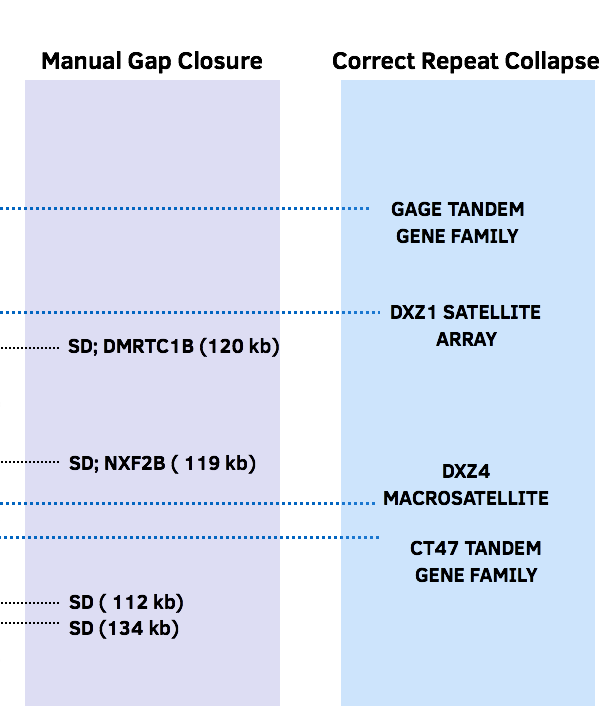 Manual Gap Closure
Correct Repeat Collapse
GAGE TANDEM
GENE FAMILY
DXZ1 SATELLITE
ARRAY
SD; DMRTC1B (120 kb)
SD; NXF2B ( 119 kb)
DXZ4
MACROSATELLITE
CT47 TANDEM
GENE FAMILY
SD ( 112 kb)
SD (134 kb)